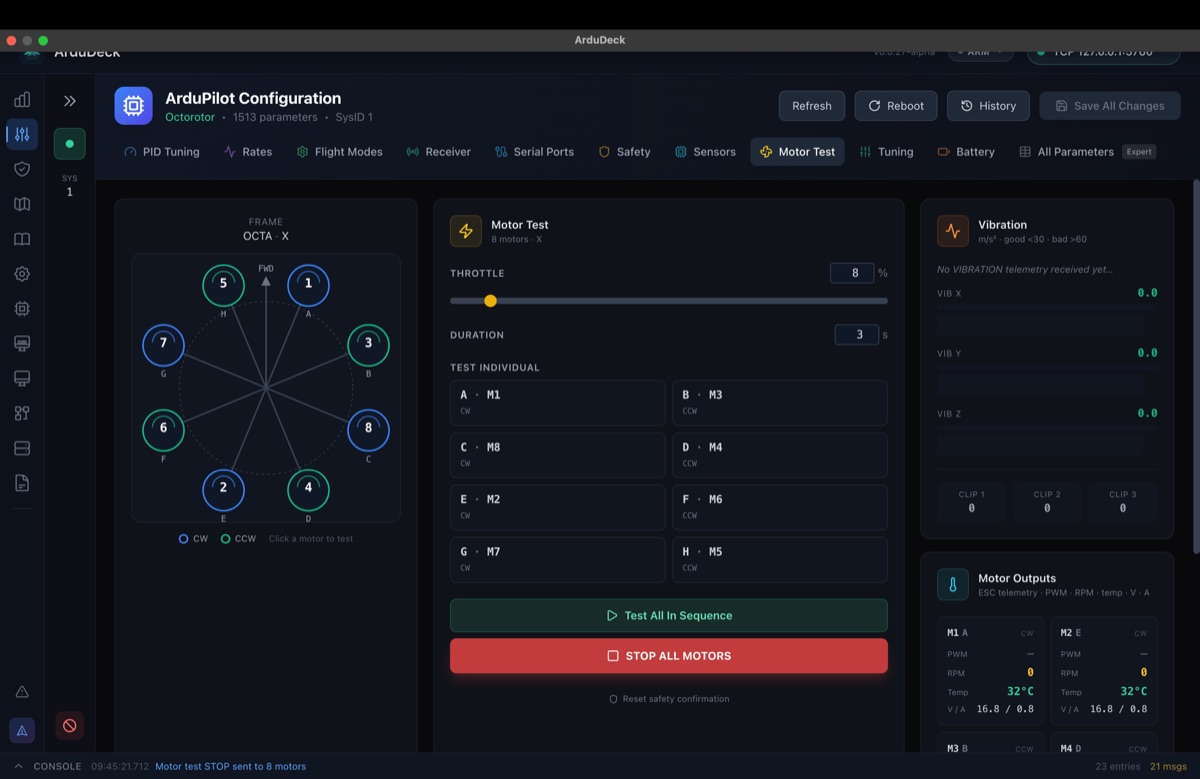 ArduDeck
ArduDeck
v0.0.27-alpha
ARM
TCP 127.0.0.1:5760
ArduPilot Configuration
Octorotor · 1513 parameters · SysID 1
Refresh
Reboot
History
Save All Changes
PID Tuning
Rates
Flight Modes
Receiver
Serial Ports
Safety
Sensors
Motor Test
Tuning
Battery
All Parameters
Expert
SYS
1
FRAME
OCTA · X
FWD
5
H
1
A
7
G
3
B
6
F
8
C
2
E
4
D
CW
CCW
Click a motor to test
Motor Test
8 motors · X
THROTTLE
8 %
DURATION
3 s
TEST INDIVIDUAL
A · M1
CW
B · M3
CCW
C · M8
CW
D · M4
CCW
E · M2
CW
F · M6
CCW
G · M7
CW
H · M5
CCW
Test All In Sequence
STOP ALL MOTORS
Reset safety confirmation
Vibration
m/s² · good <30 · bad >60
No VIBRATION telemetry received yet…
VIB X 0.0
VIB Y 0.0
VIB Z 0.0
CLIP 1
0
CLIP 2
0
CLIP 3
0
Motor Outputs
ESC telemetry · PWM · RPM · temp · V · A
M1 A CW
PWM —
RPM 0
Temp 32°C
V / A 16.8 / 0.8
M2 E CW
PWM —
RPM 0
Temp 32°C
V / A 16.8 / 0.8
M3 B CCW
M4 D CCW
CONSOLE 09:45:21.712 Motor test STOP sent to 8 motors
23 entries 21 msgs